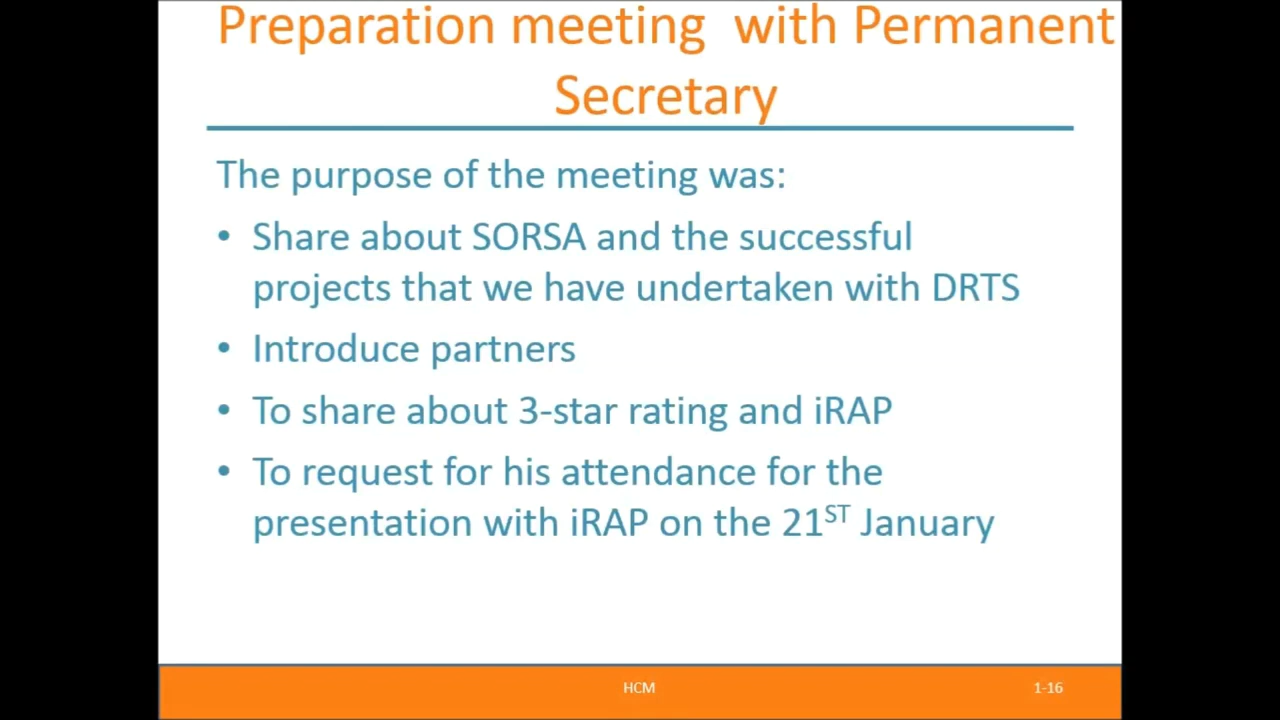 Preparation meeting  with Permanent
Secretary
The purpose of the meeting was:
• Share about SORSA and the successful
projects that we have undertaken with DRTS
• Introduce partners
• To share about 3-star rating and iRAP
• To request for his attendance for the
presentation with iRAP on the 21ST January
HCM
1-16